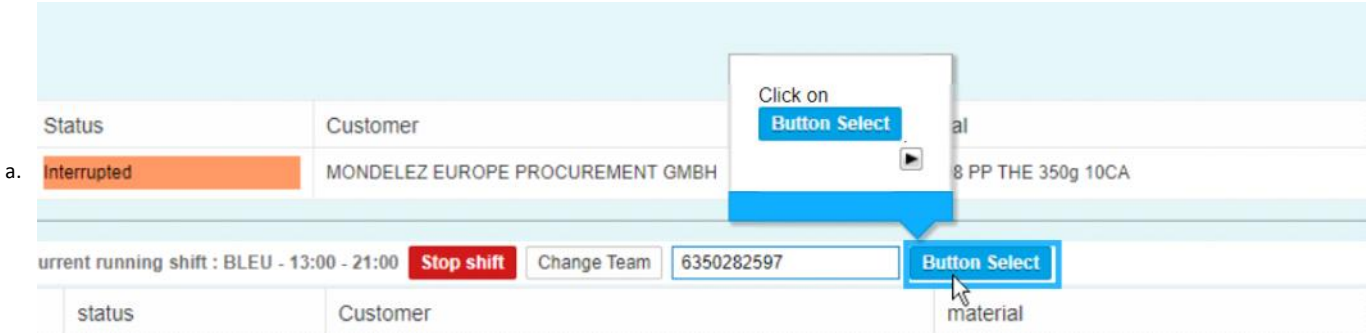 Click on
Button Select
.
Status Customer al
a. Interrupted MONDELEZ EUROPE PROCUREMENT GMBH 8 PP THE 350g 10CA
urrent running shift : BLEU - 13:00 - 21:00 Stop shift Change Team 6350282597 Button Select
status Customer material